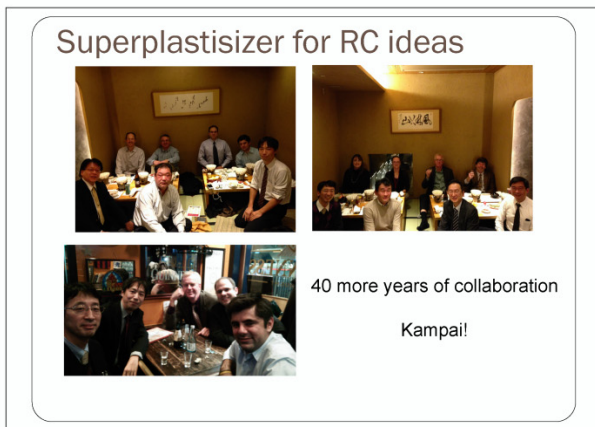 Superplastisizer for RC ideas
40 more years of collaboration
Kampai!